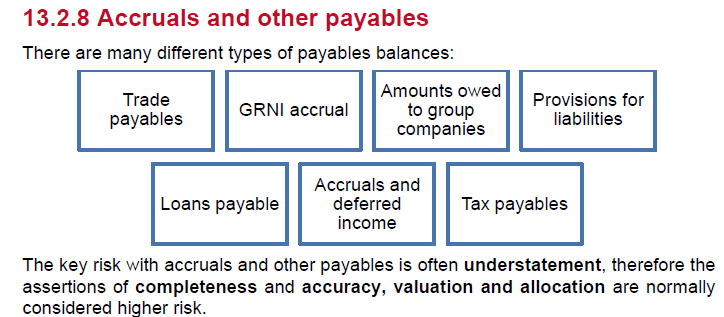 13.2.8 Accruals and other payables
There are many different types of payables balances:
Trade
payables
GRNI accrual
Amounts owed
to group
companies
Provisions for
liabilities
Loans payable
Accruals and
deferred
income
Tax payables
The key risk with accruals and other payables is often understatement, therefore the
assertions of completeness and accuracy, valuation and allocation are normally
considered higher risk.